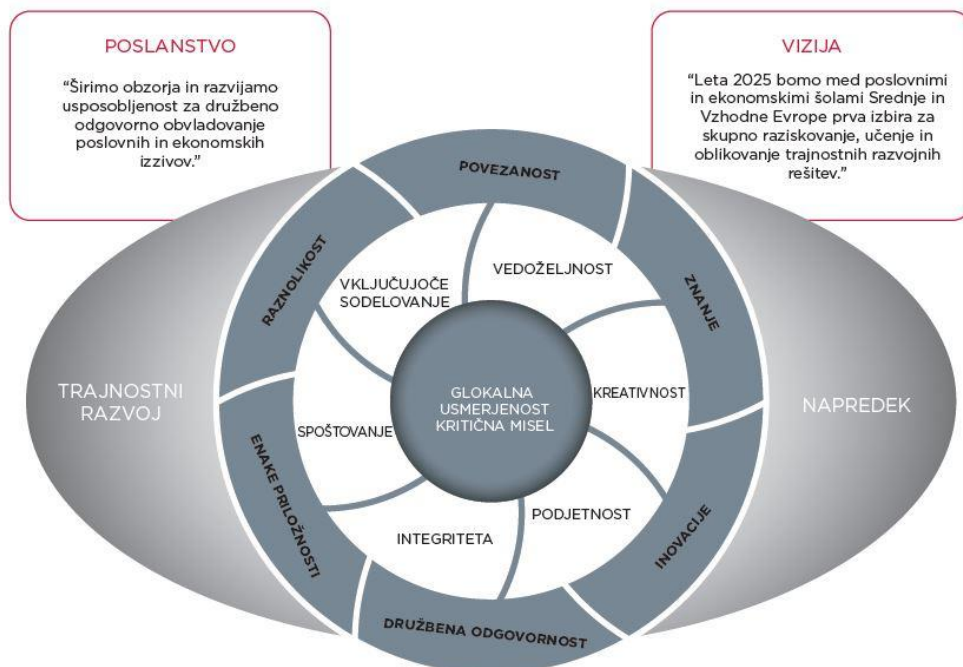 POSLANSTVO
“Širimo obzorja in razvijamo
usposobljenost za družbeno
odgovorno obvladovanje
poslovnih in ekonomskih
izzivov.”
VIZIJA
“Leta 2025 bomo med poslovnimi
in ekonomskimi šolami Srednje in
Vzhodne Evrope prva izbira za
skupno raziskovanje, učenje in
oblikovanje trajnostnih razvojnih
rešitev.”
POVEZANOST
RAZNOLIKOST
ZNANJE
VKLJUČUJOČE
SODELOVANJE
VEDOŽELJNOST
TRAJNOSTNI
RAZVOJ
SPOŠTOVANJE
GLOKALNA
USMERJENOST
KRITIČNA MISEL
KREATIVNOST
NAPREDEK
ENAKE PRILOŽNOSTI
INTEGRITETA
PODJETNOST
INOVACIJE
DRUŽBENA ODGOVORNOST